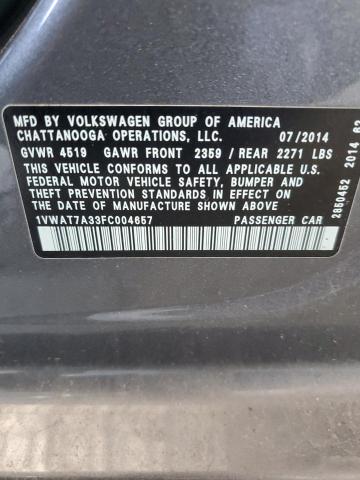 MFD BY VOLKSWAGEN GROUP OF AMERICA
CHATTANOOGA OPERATIONS, LLC. 07/2014
GVWR 4519 GAWR FRONT 2359 / REAR 2271 LBS
THIS VEHICLE CONFORMS TO ALL APPLICABLE U.S.
FEDERAL MOTOR VEHICLE SAFETY, BUMPER AND
THEFT PREVENTION STANDARDS IN EFFECT ON
THE DATE OF MANUFACTURE SHOWN ABOVE.
1VWAT7A33FC004657 PASSENGER CAR
2850452 2014 62